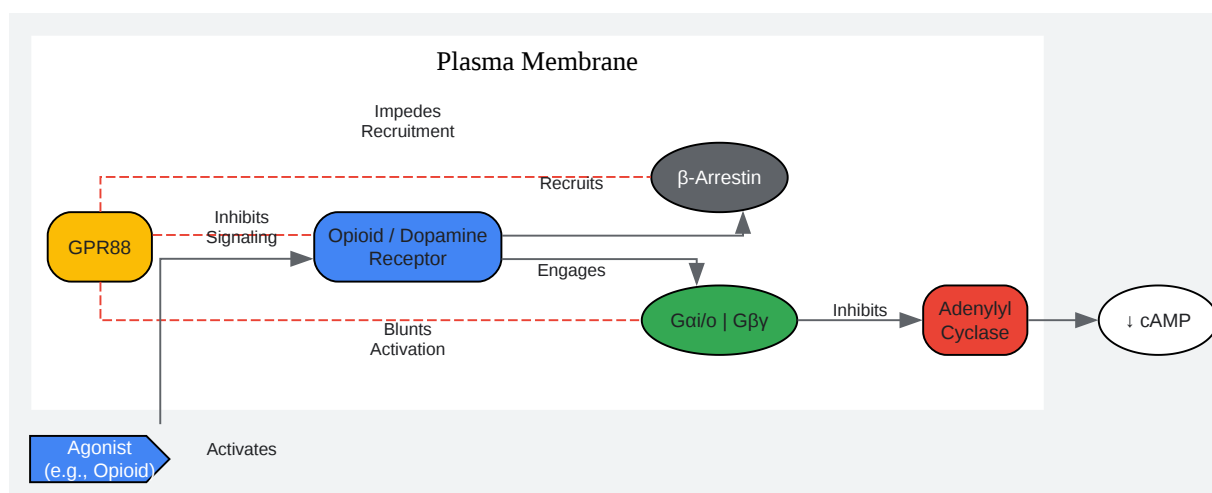 Plasma Membrane
Impedes
Recruitment
β-Arrestin
Recruits
GPR88
Inhibits
Signaling
Opioid / Dopamine
Receptor
Engages
Gαi/o | Gβγ
Inhibits
Adenylyl
Cyclase
↓ cAMP
Blunts
Activation
Agonist
(e.g., Opioid)
Activates